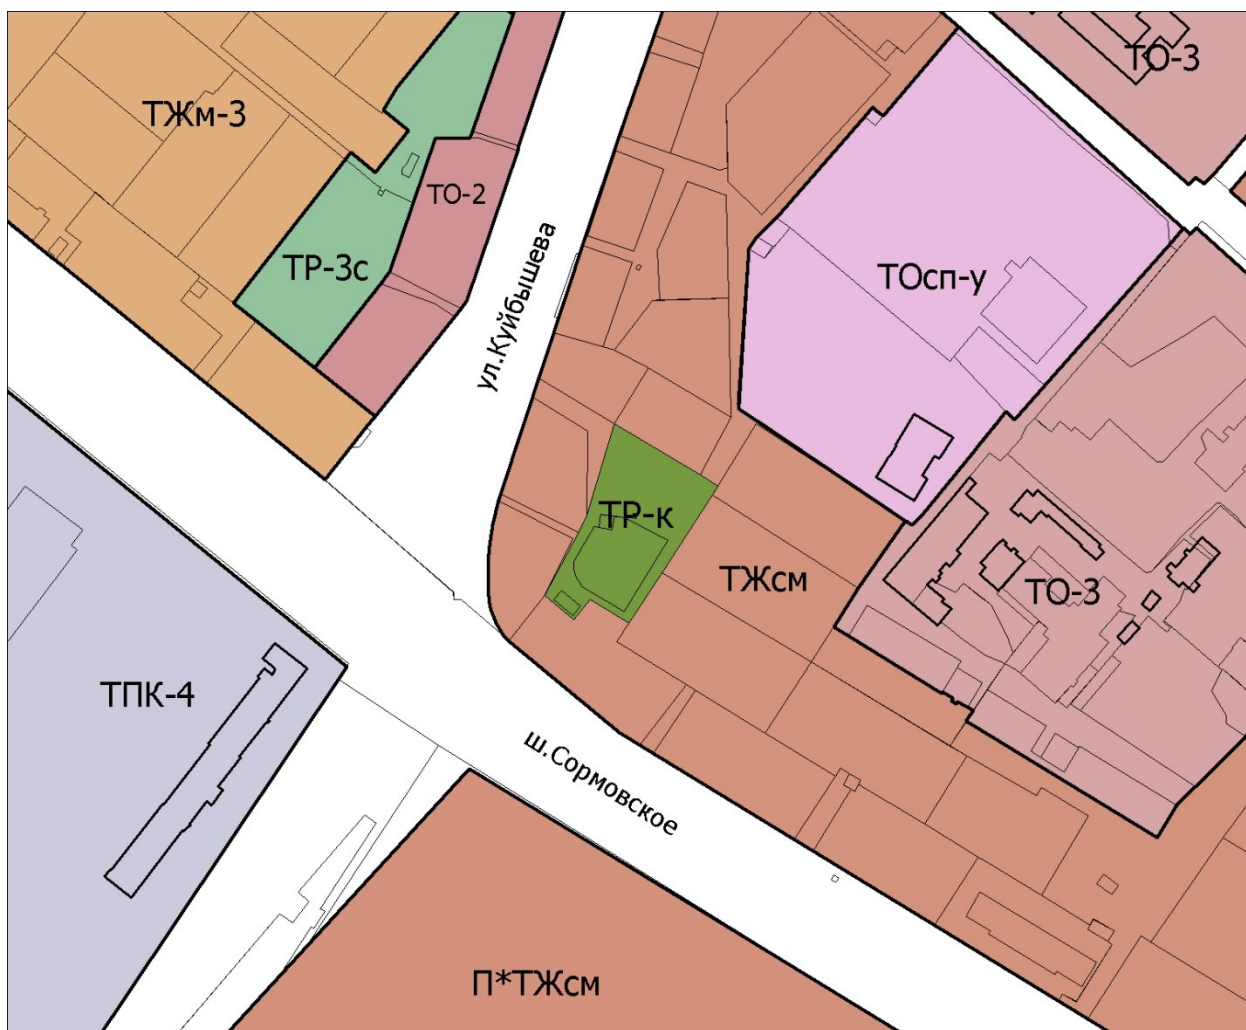 ТО-3
ТЖм-3
ТО-2
ТР-3с
ТОсп-у
ул.Куйбышева
ТР-к
ТЖсм
ТО-3
ТПК-4
ш.Сормовское
П*ТЖсм